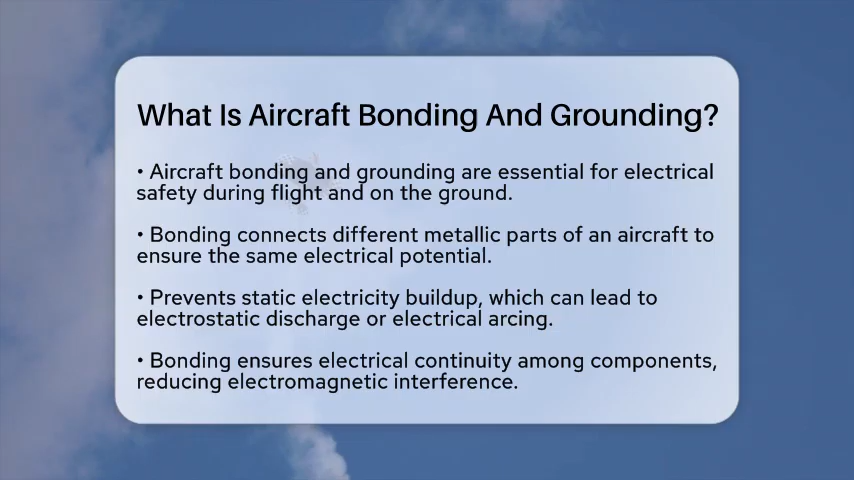 What Is Aircraft Bonding And Grounding?
• Aircraft bonding and grounding are essential for electrical
safety during flight and on the ground.
• Bonding connects different metallic parts of an aircraft to
ensure the same electrical potential.
• Prevents static electricity buildup, which can lead to
electrostatic discharge or electrical arcing.
• Bonding ensures electrical continuity among components,
reducing electromagnetic interference.